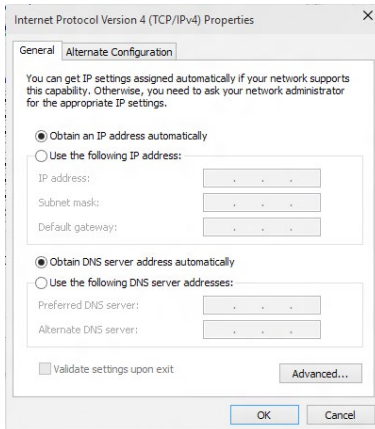 Internet Protocol Version 4 (TCP/IPv4) Properties
General
Alternate Configuration
You can get IP settings assigned automatically if your network supports
this capability. Otherwise, you need to ask your network administrator
for the appropriate IP settings.
Obtain an IP address automatically
Use the following IP address:
IP address:
Subnet mask:
Default gateway:
Obtain DNS server address automatically
Use the following DNS server addresses:
Preferred DNS server:
Alternate DNS server:
Validate settings upon exit
Advanced...
OK
Cancel